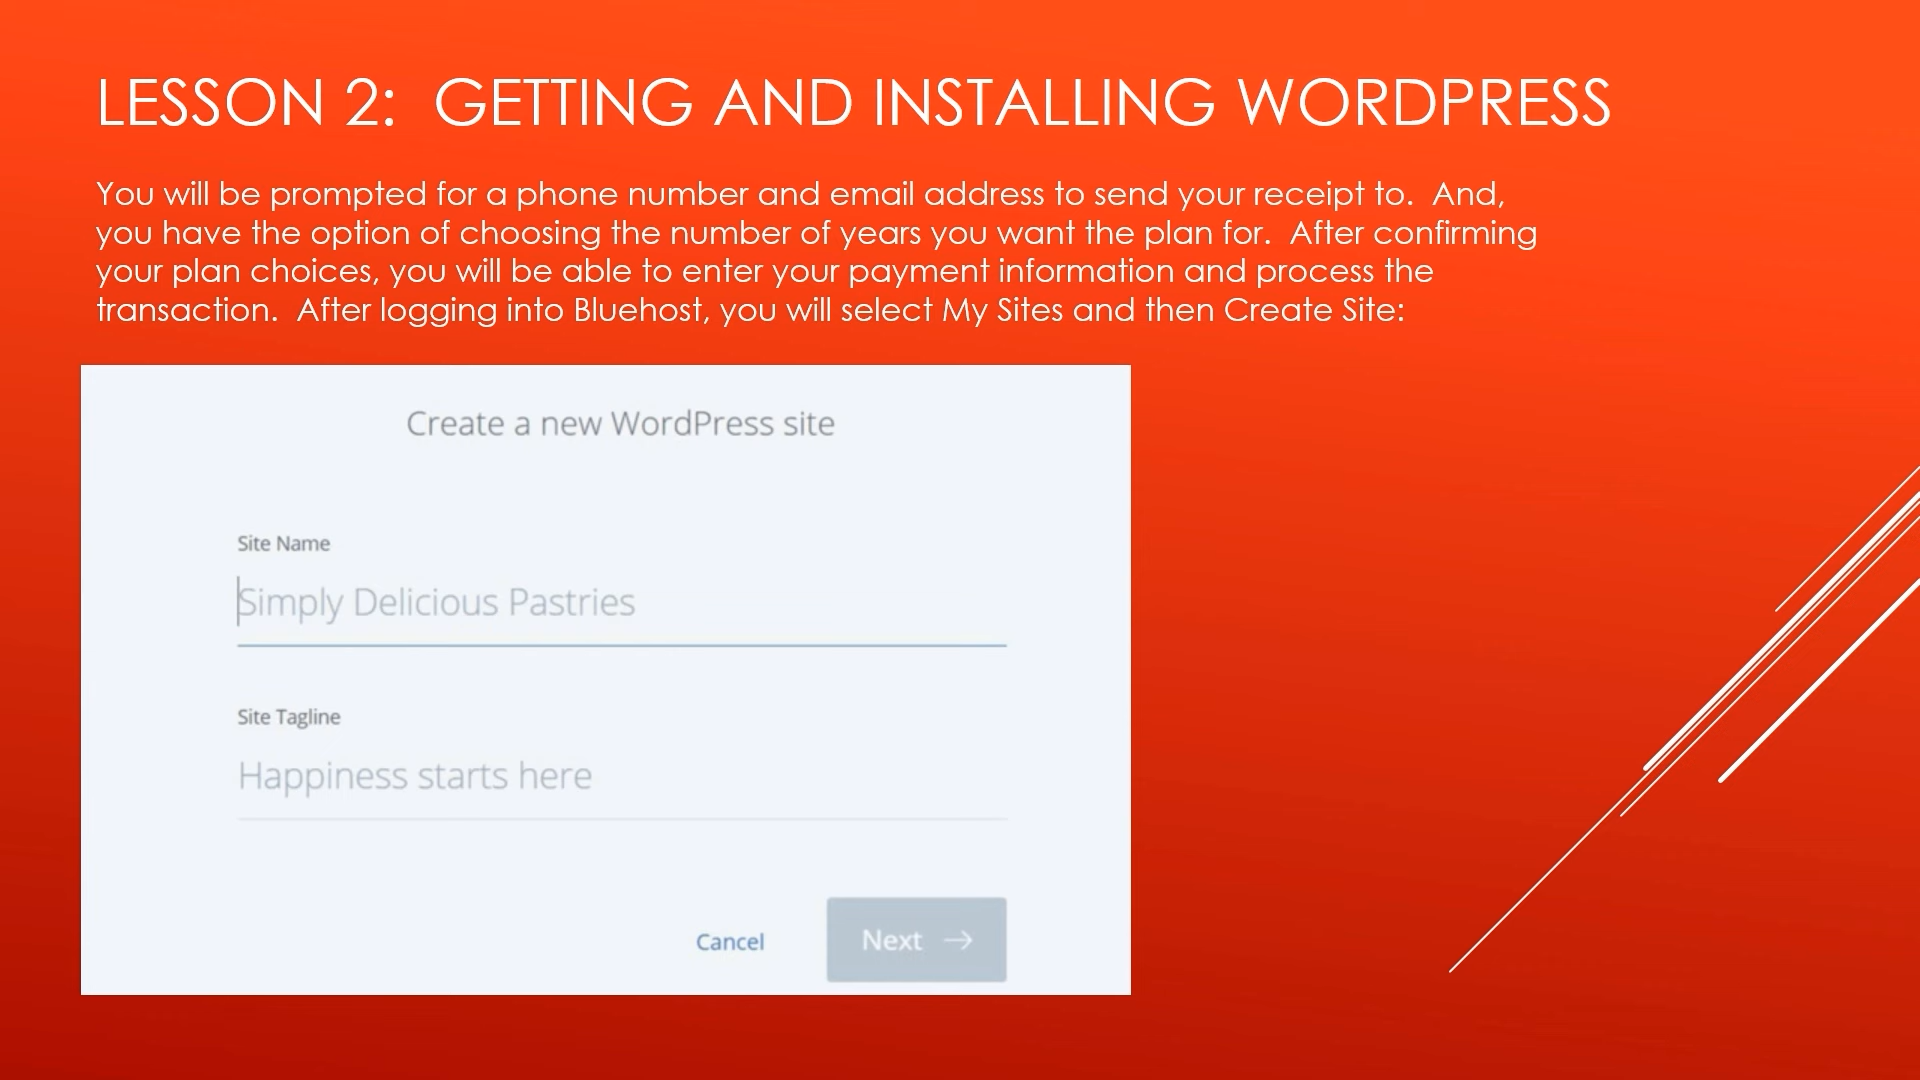 LESSON 2:  GETTING AND INSTALLING WORDPRESS
You will be prompted for a phone number and email address to send your receipt to.  And,
you have the option of choosing the number of years you want the plan for.  After confirming
your plan choices, you will be able to enter your payment information and process the
transaction.  After logging into Bluehost, you will select My Sites and then Create Site:
Create a new WordPress site
Site Name
Simply Delicious Pastries
Site Tagline
Happiness starts here
Cancel
Next →